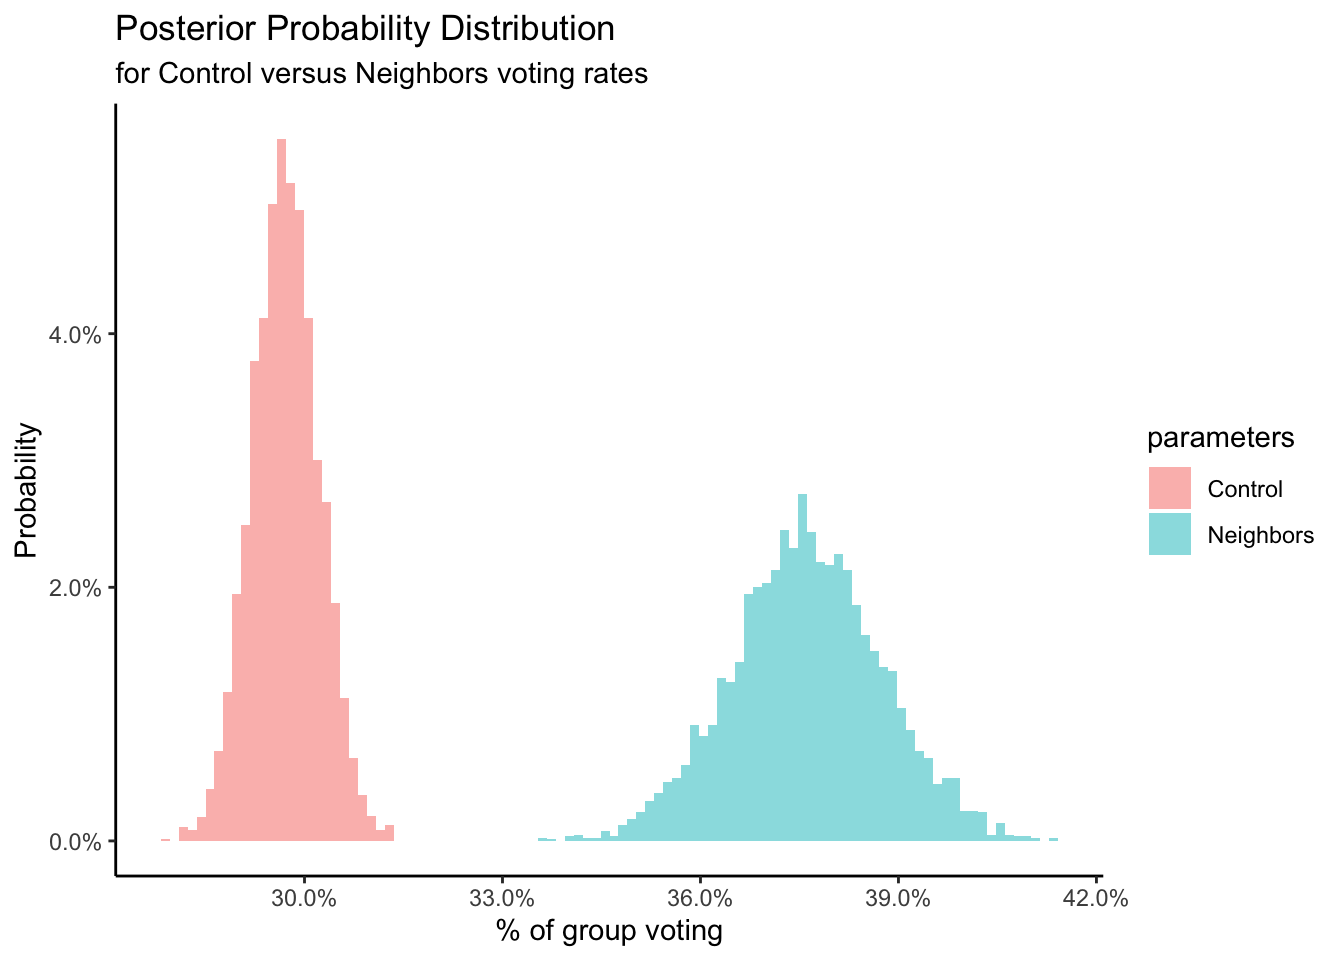 Posterior Probability Distribution
for Control versus Neighbors voting rates
Probability
4.0%
2.0%
0.0%
30.0%
33.0%
36.0%
39.0%
42.0%
% of group voting
parameters
Control
Neighbors